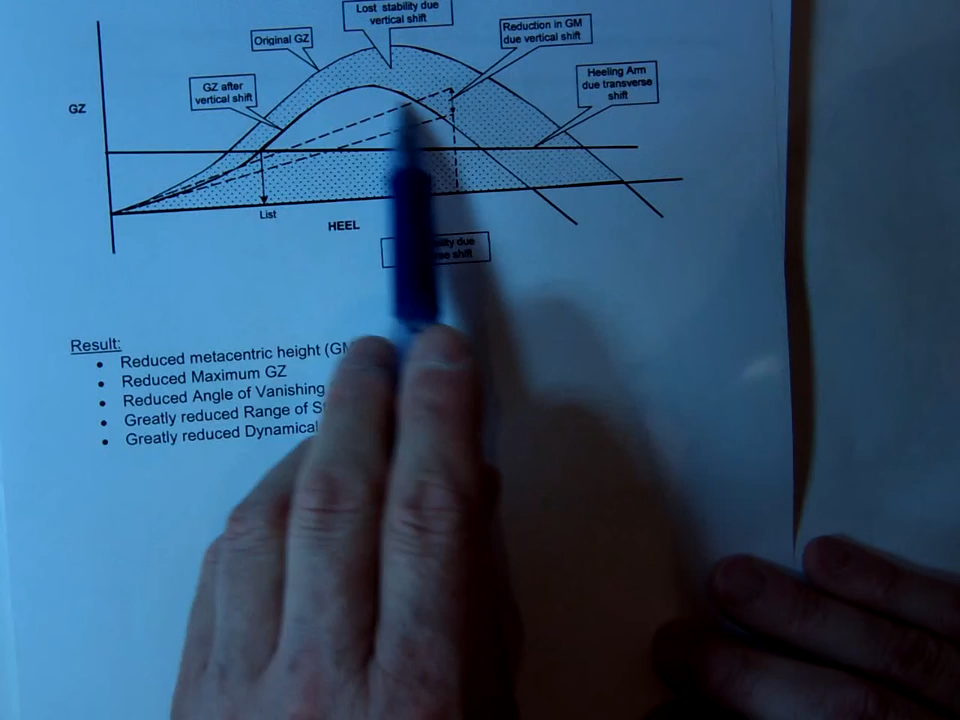 Lost stability due
vertical shift
Original GZ
Reduction in GM
due vertical shift
GZ after
vertical shift
Heeling Arm
due transverse
shift
GZ
List
HEEL
due
shift
Result:
• Reduced metacentric height (GM
• Reduced Maximum GZ
• Reduced Angle of Vanishing
• Greatly reduced Range of
• Greatly reduced Dynamical